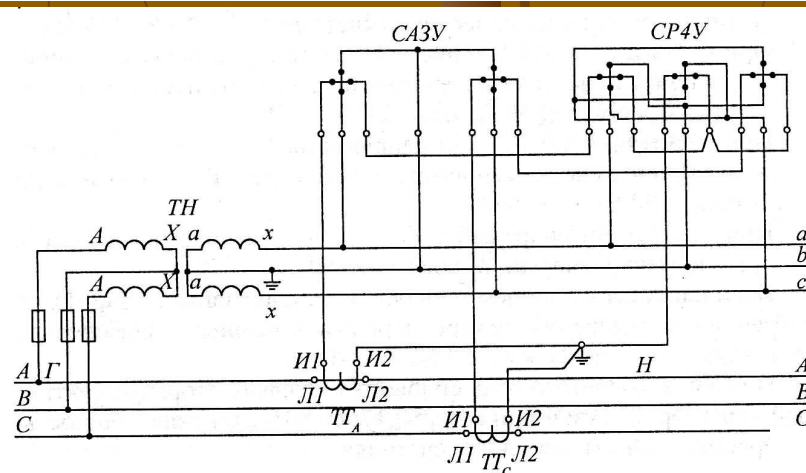 САЗУ СР4У
ТН
A X a x a
b
X a c
A x
A Г И1 И2 Н A
B Л1 Л2 И1 И2 B
C ТТА C
Л1 Л2
ТТС